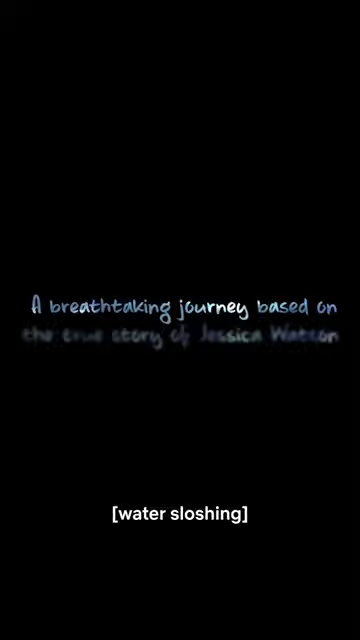 A breathtaking journey based on
the true story of Jessica Watson
[water sloshing]